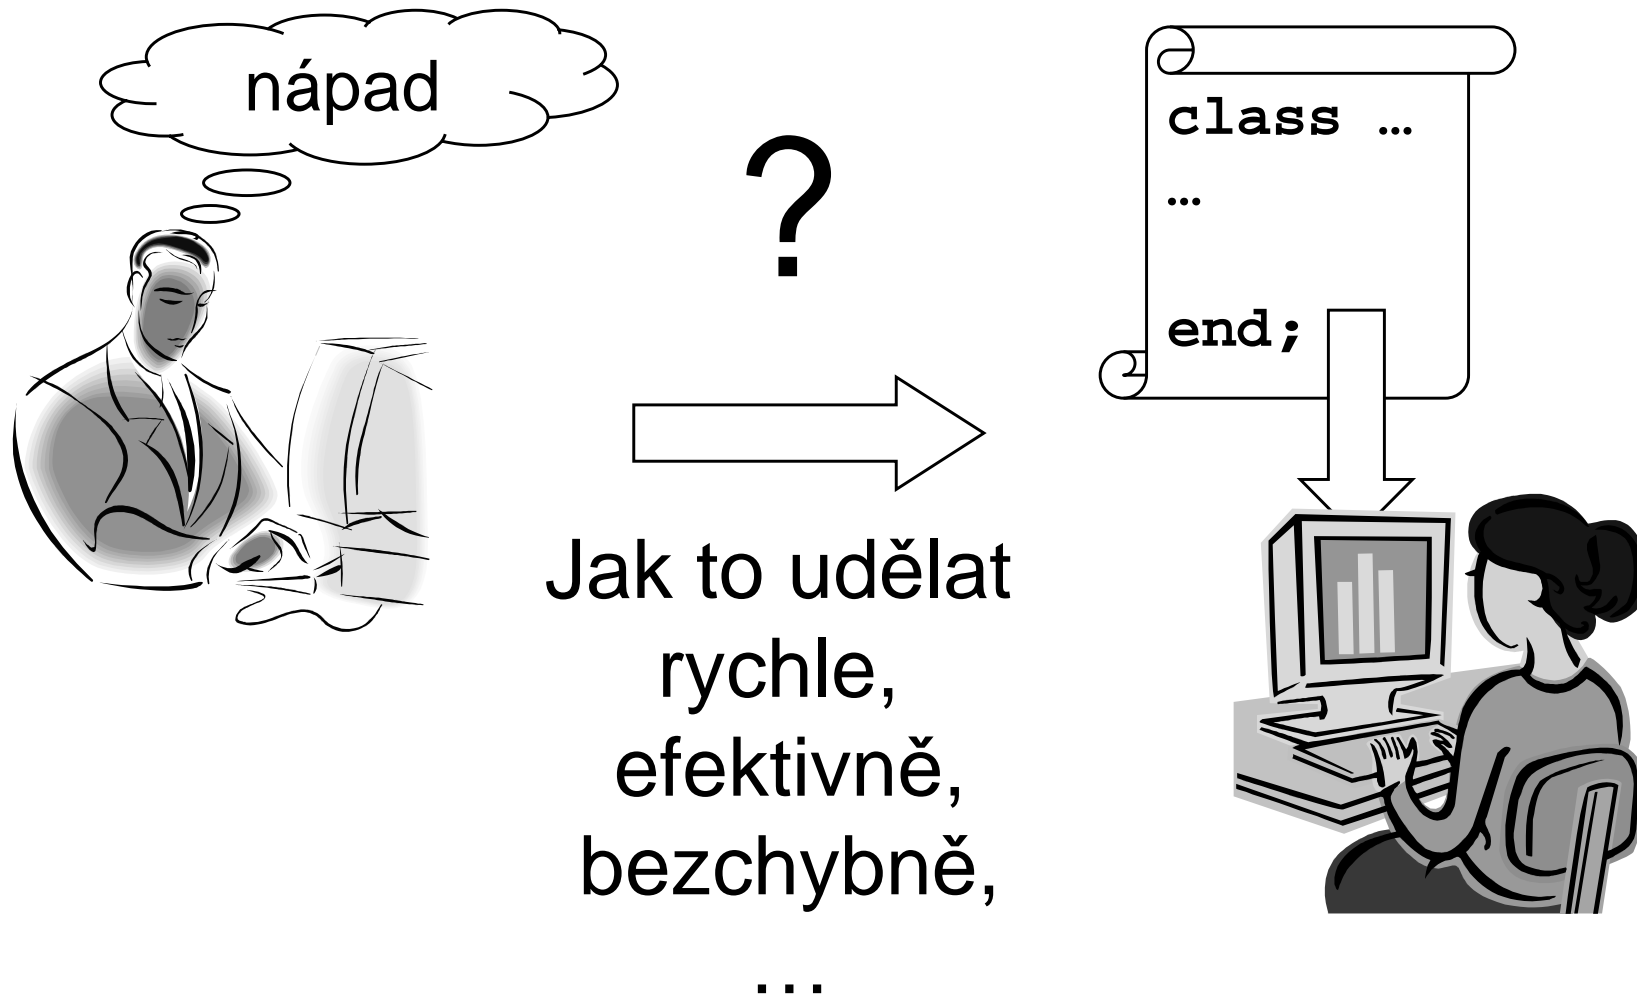 nápad
?
class …
…
end;
Jak to udělat
rychle,
efektivně,
bezchybně,
…